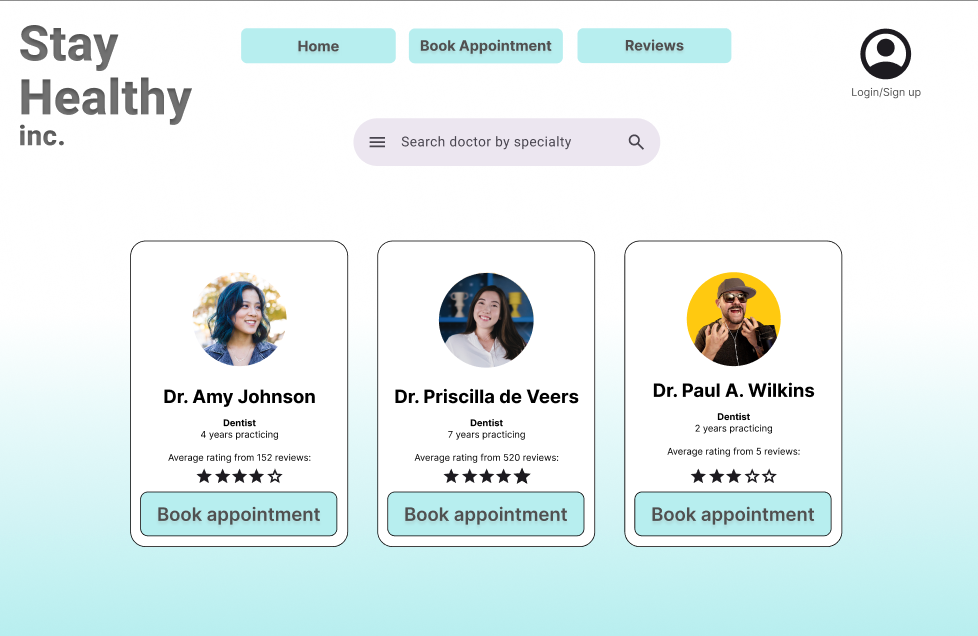 Stay
Healthy
inc.
Home
Book Appointment
Reviews
Login/Sign up
Search doctor by specialty
Dr. Amy Johnson
Dentist
4 years practicing
Average rating from 152 reviews:
Book appointment
Dr. Priscilla de Veers
Dentist
7 years practicing
Average rating from 520 reviews:
Book appointment
Dr. Paul A. Wilkins
Dentist
2 years practicing
Average rating from 5 reviews:
Book appointment